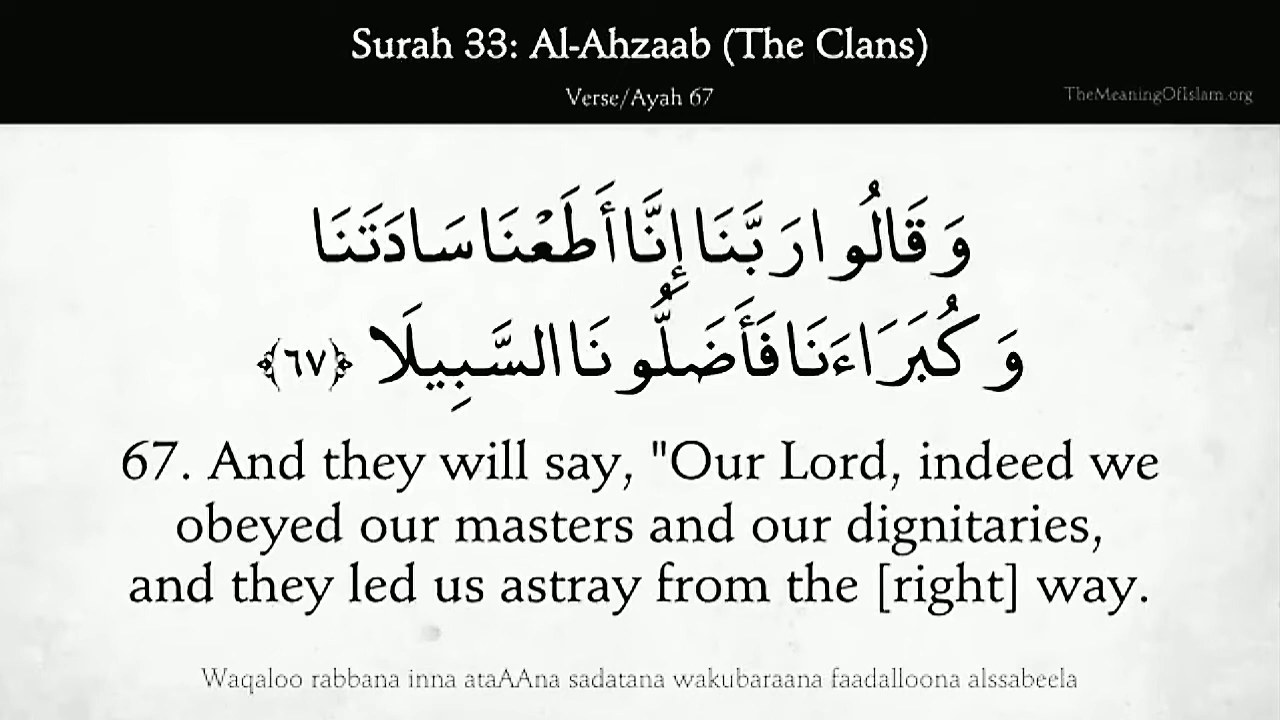 Surah 33: Al-Ahzaab (The Clans)
Verse/Ayah 67
TheMeaningOfIslam.org
وَقَالُوا رَبَّنَا إِنَّا أَطَعْنَا سَادَتَنَا
وَكُبَرَاءَنَا فَأَضَلُّونَا السَّبِيلَا ﴿٦٧﴾
67. And they will say, "Our Lord, indeed we
obeyed our masters and our dignitaries,
and they led us astray from the [right] way.
Waqaloo rabbana inna ataAAna sadatana wakubaraana faadalloona alssabeela